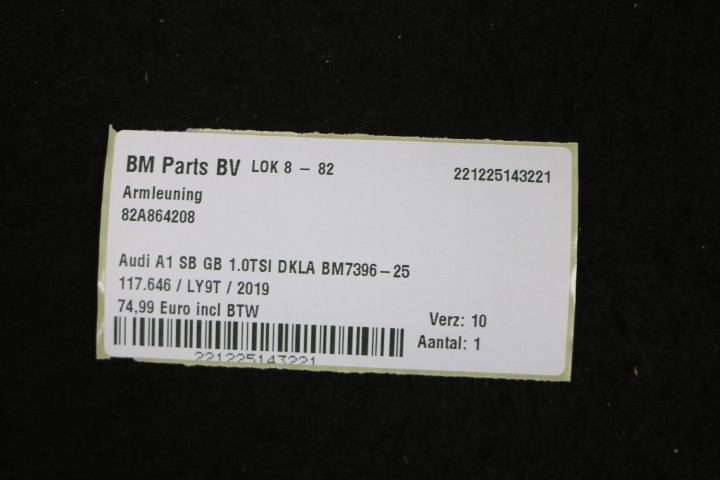 BM Parts BV LOK 8 - 82 221225143221
Armleuning
82A864208
Audi A1 SB GB 1.0TSI DKLA BM7396-25
117.646 / LY9T / 2019
74,99 Euro incl BTW
Verz: 10
Aantal: 1
221225143221